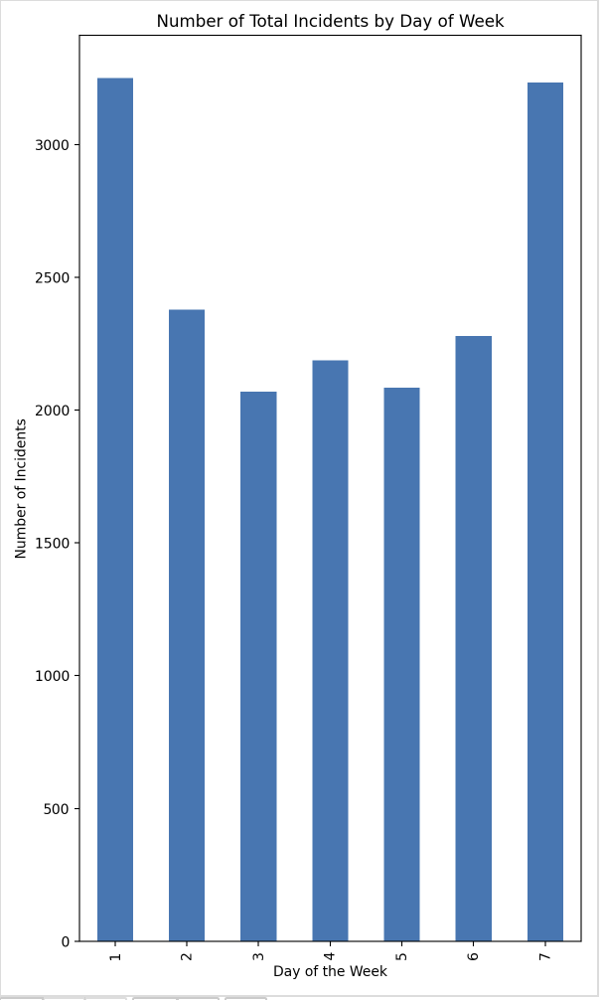 Number of Total Incidents by Day of Week
Number of Incidents
3000
2500
2000
1500
1000
500
0
1 2 3 4 5 6 7
Day of the Week